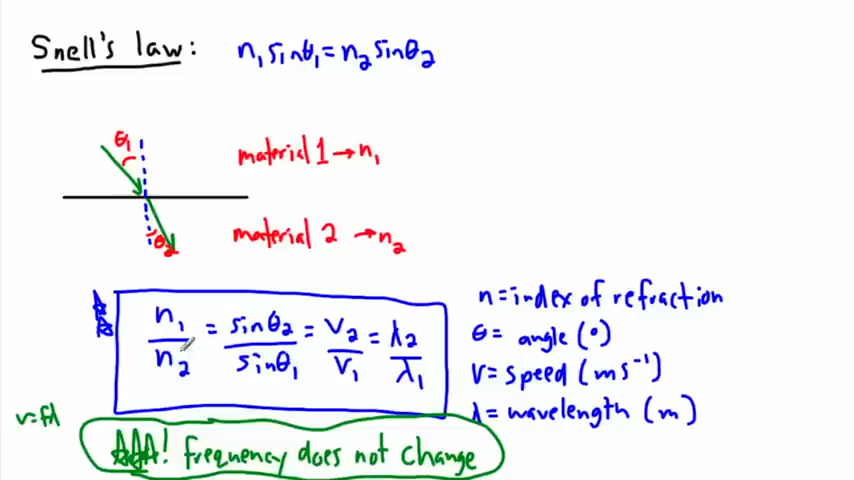 Snell's law: n₁sinθ₁=n₂sinθ₂
θ₁
material 1→n₁
θ₂
material 2 →n₂
n₁/n₂ = sinθ₂/sinθ₁ = v₂/v₁ = λ₂/λ₁
n=index of refraction
θ= angle (°)
v=speed (ms⁻¹)
λ=wavelength (m)
v=fλ
! frequency does not change